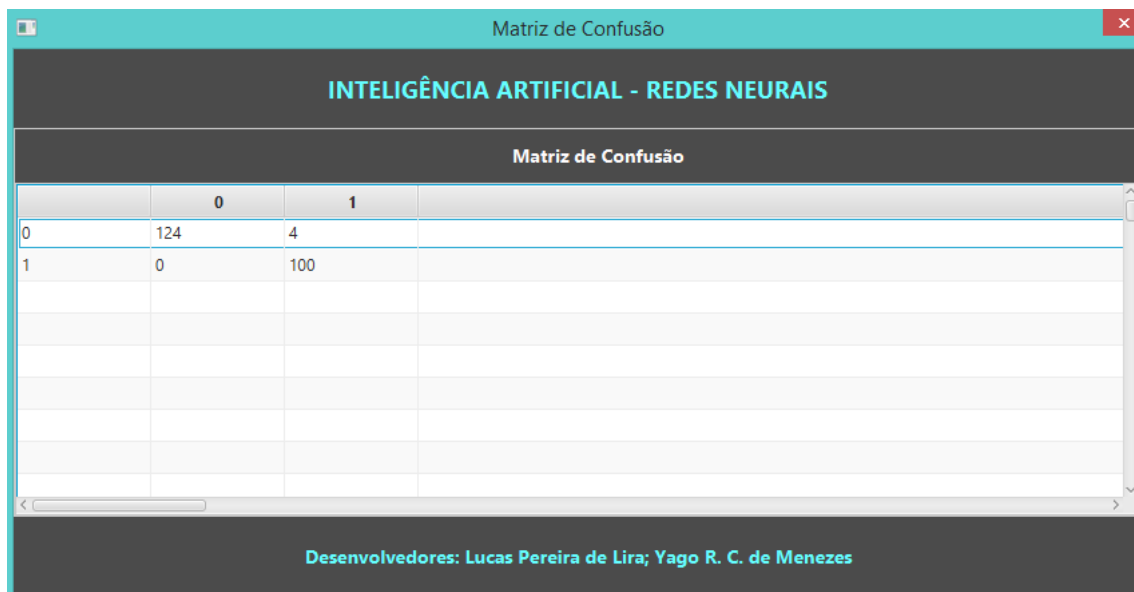 Matriz de Confusão
INTELIGÊNCIA ARTIFICIAL - REDES NEURAIS
Matriz de Confusão
0 1
0 124 4
1 0 100
Desenvolvedores: Lucas Pereira de Lira; Yago R. C. de Menezes